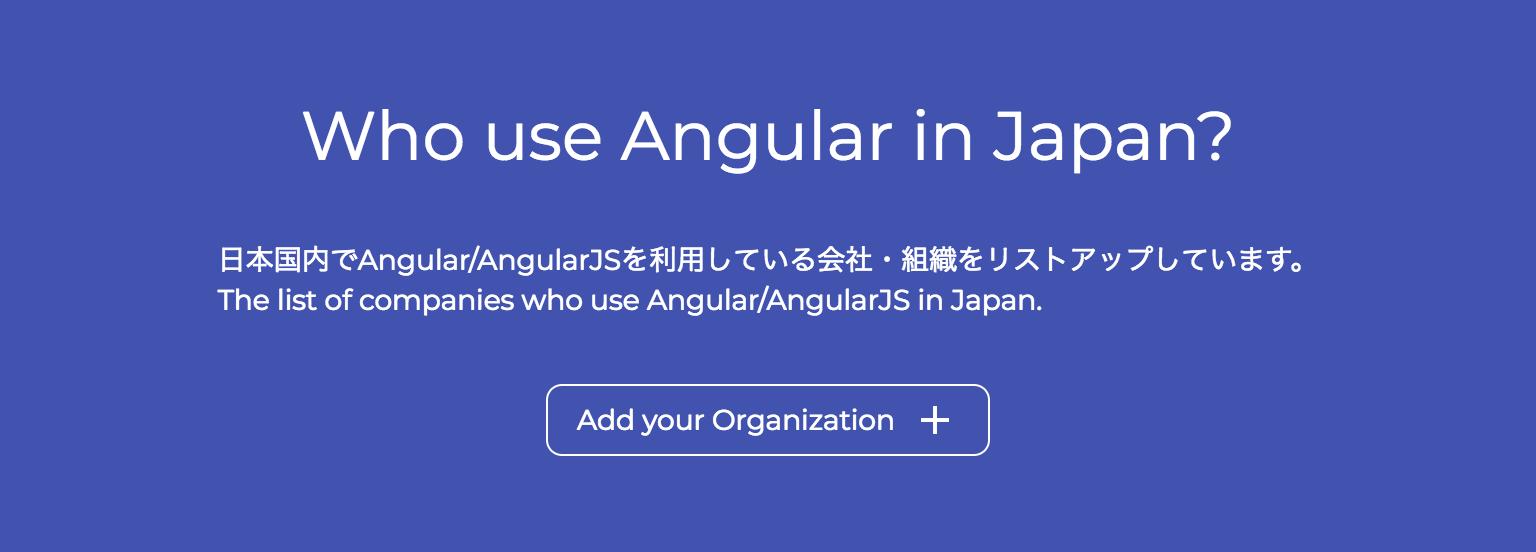 Who use Angular in Japan?
日本国内でAngular/AngularJSを利用している会社・組織をリストアップしています。
The list of companies who use Angular/AngularJS in Japan.
Add your Organization +